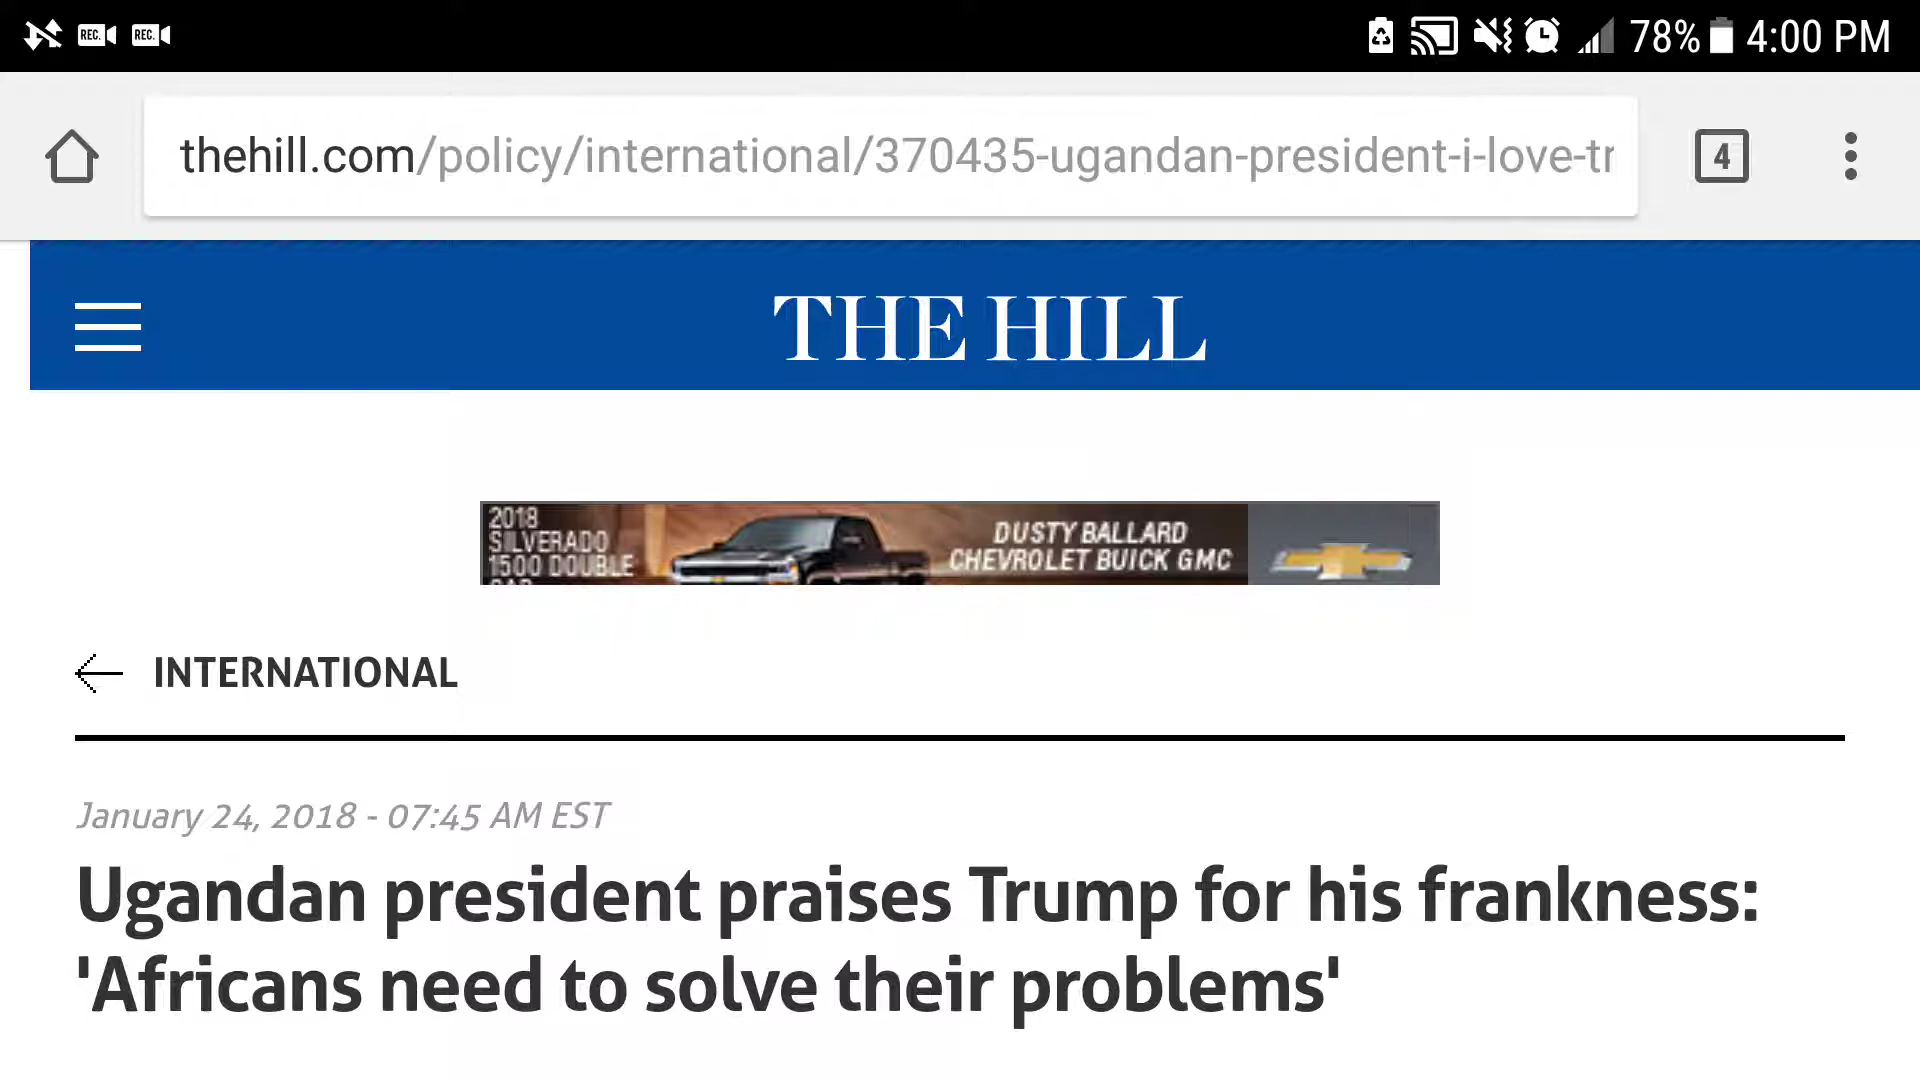 REC. REC. 78% 4:00 PM
thehill.com/policy/international/370435-ugandan-president-i-love-tr
4
THE HILL
2018
SILVERADO
1500 DOUBLE
DUSTY BALLARD
CHEVROLET BUICK GMC
INTERNATIONAL
January 24, 2018 - 07:45 AM EST
Ugandan president praises Trump for his frankness:
'Africans need to solve their problems'